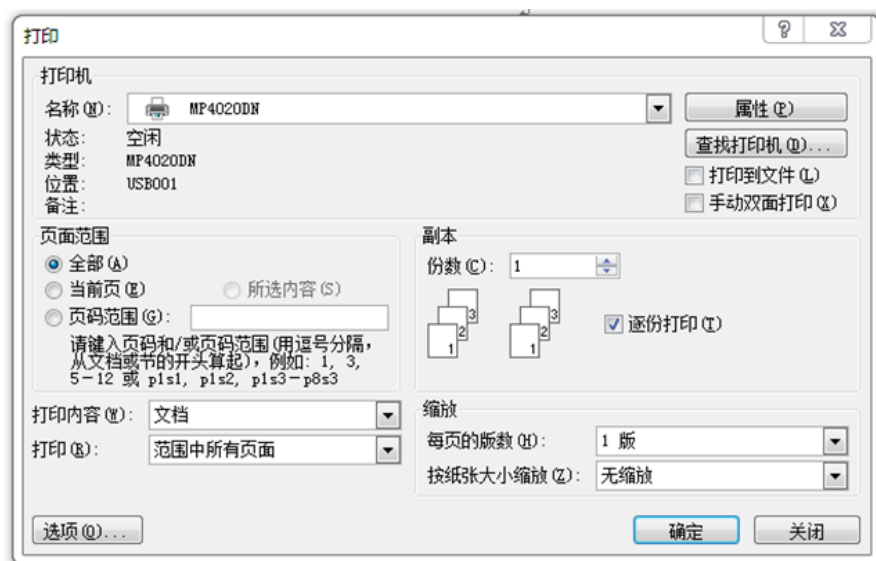 打印
打印机
名称(N): MP4020DN
属性(P)
状态: 空闲
查找打印机(D)...
类型: MP4020DN
位置: USB001
打印到文件(L)
备注:
手动双面打印(X)
页面范围
全部(A)
当前页(E) 所选内容(S)
页码范围(G):
请键入页码和/或页码范围(用逗号分隔，
从文档或节的开头算起)，例如: 1, 3,
5-12 或 p1s1, p1s2, p1s3-p8s3
副本
份数(C): 1
1 2 3 1 2 3
逐份打印(T)
打印内容(W): 文档
打印(R): 范围中所有页面
缩放
每页的版数(H): 1 版
按纸张大小缩放(Z): 无缩放
选项(O)...
确定 关闭